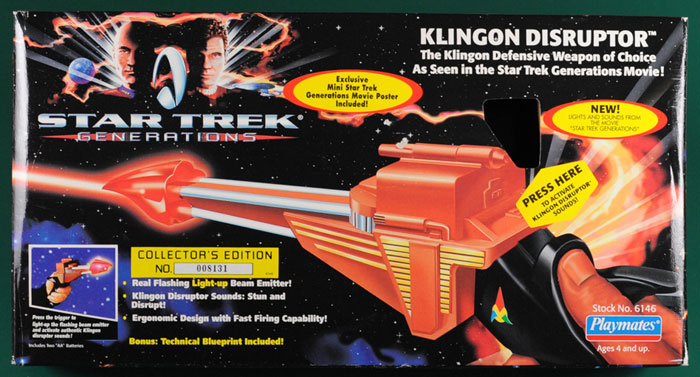 KLINGON DISRUPTOR™
The Klingon Defensive Weapon of Choice
As Seen in the Star Trek Generations Movie!
Exclusive
Mini Star Trek
Generations Movie Poster
Included!
STAR TREK®
GENERATIONS
NEW!
LIGHTS AND SOUNDS FROM
THE MOVIE
"STAR TREK GENERATIONS"
PRESS HERE
TO ACTIVATE
KLINGON DISRUPTOR
SOUNDS!
COLLECTOR'S EDITION
NO. 008131
• Real Flashing Light-up Beam Emitter!
• Klingon Disruptor Sounds: Stun and
Disrupt!
• Ergonomic Design with Fast Firing Capability!
Bonus: Technical Blueprint Included!
Press the trigger to
light-up the flashing beam emitter
and activate authentic Klingon
disruptor sounds!
Includes Two "AA" Batteries
Stock No. 6146
Playmates®
Ages 4 and up.